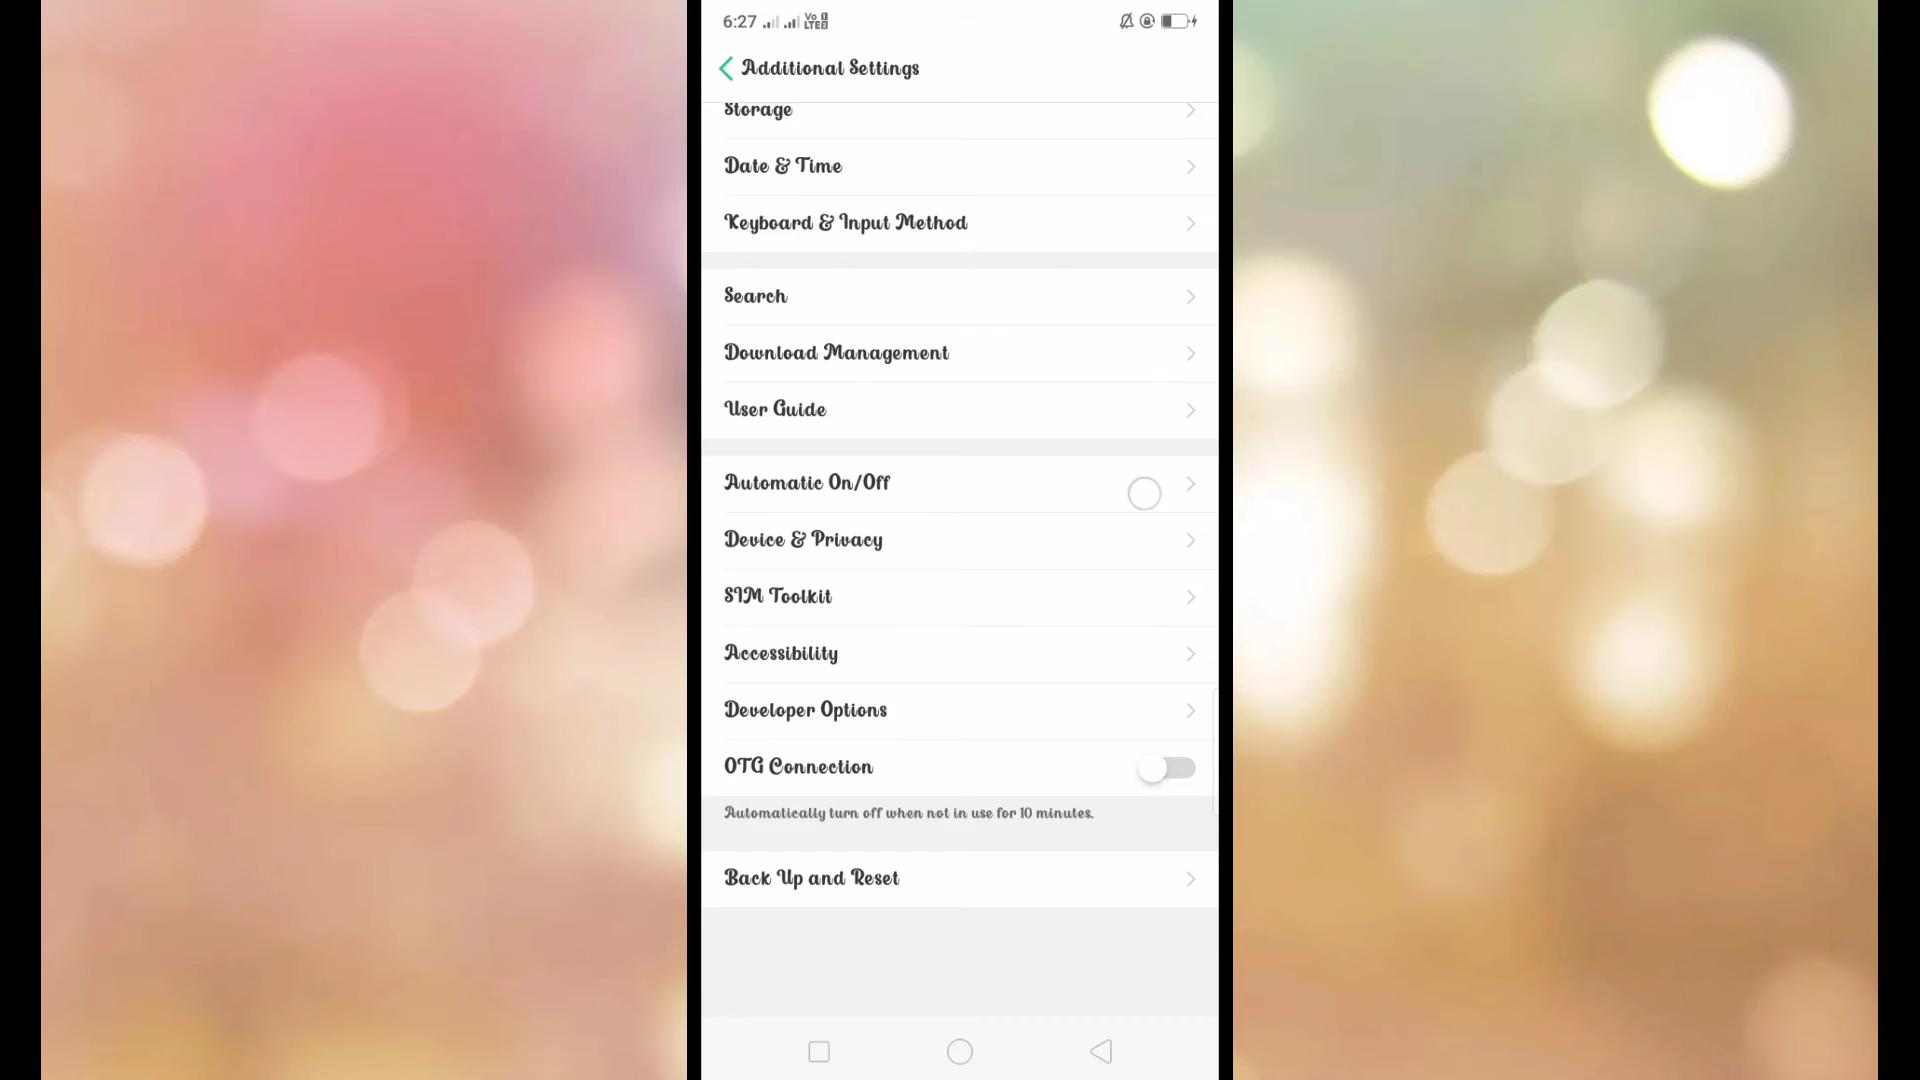 6:27 Vo LTE
Additional Settings
Storage
Date & Time
Keyboard & Input Method
Search
Download Management
User Guide
Automatic On/Off
Device & Privacy
SIM Toolkit
Accessibility
Developer Options
OTG Connection
Automatically turn off when not in use for 10 minutes.
Back Up and Reset